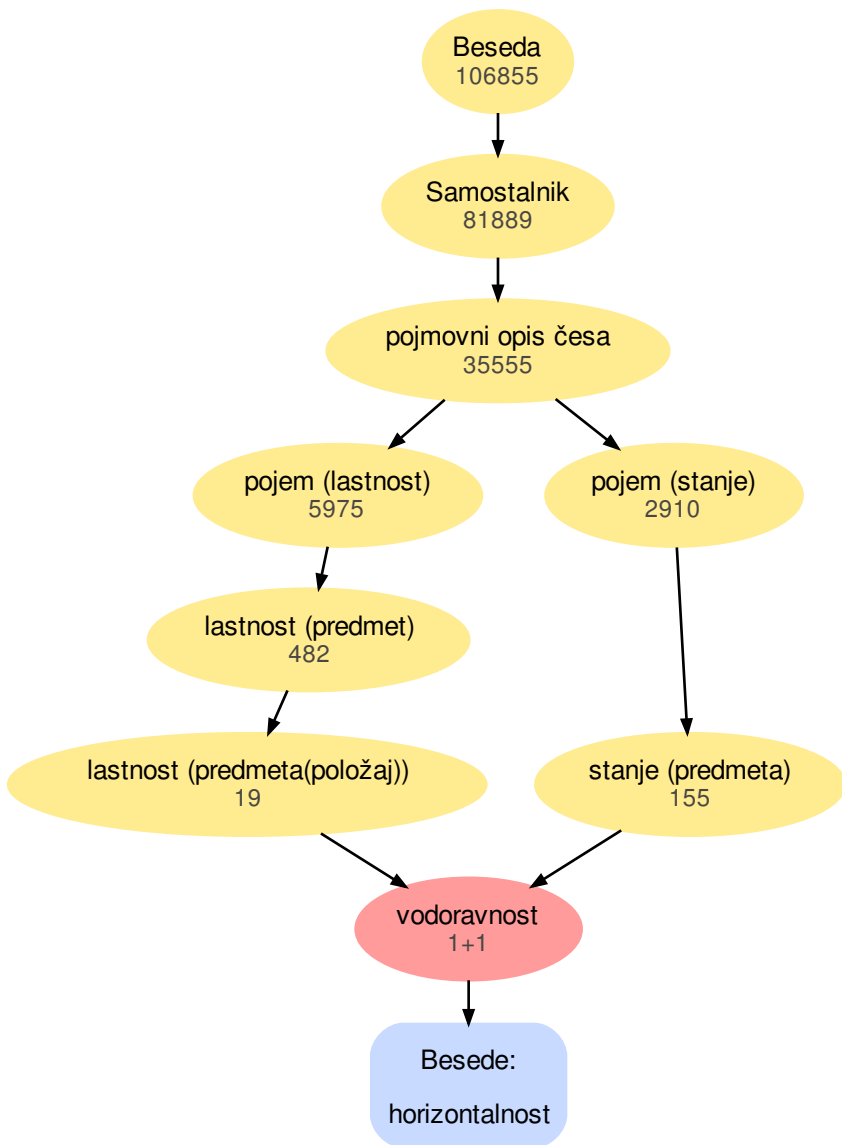 Beseda
106855
Samostalnik
81889
pojmovni opis česa
35555
pojem (lastnost)
5975
pojem (stanje)
2910
lastnost (predmet)
482
lastnost (predmeta(položaj))
19
stanje (predmeta)
155
vodoravnost
1+1
Besede:
horizontalnost